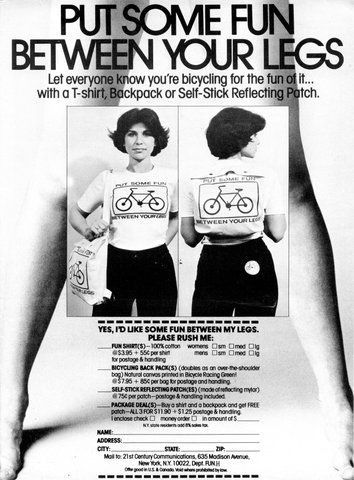 PUT SOME FUN
BETWEEN YOUR LEGS
Let everyone know you're bicycling for the fun of it...
with a T-shirt, Backpack or Self-Stick Reflecting Patch.
PUT SOME FUN
BETWEEN YOUR LEGS
PUT SOME FUN
BETWEEN YOUR LEGS
YES, I'D LIKE SOME FUN BETWEEN MY LEGS.
PLEASE RUSH ME:
FUN SHIRT(S)—100% cotton womens □sm □med □lg
@$3.95 + 55¢ per shirt mens □sm □med □lg
for postage & handling
BICYCLING BACK PACK(S) (doubles as an over-the-shoulder
bag) Natural canvas printed in Bicycle Racing Green!
@$7.95 + 85¢ per bag for postage and handling.
SELF-STICK REFLECTING PATCH(ES) (made of reflecting mylar)
@75¢ per patch—postage & handling included.
PACKAGE DEAL(S)—Buy a shirt and a backpack and get FREE
patch—ALL 3 FOR $11.90 + $1.25 postage & handling.
I enclose check □ money order □ in amount of $
N.Y. state residents add 8% sales tax.
NAME:
ADDRESS:
CITY: STATE: ZIP:
Mail to: 21st Century Communications, 635 Madison Avenue,
New York, N.Y. 10022, Dept. FUN
Offer good in U.S. & Canada. Void where prohibited by law.